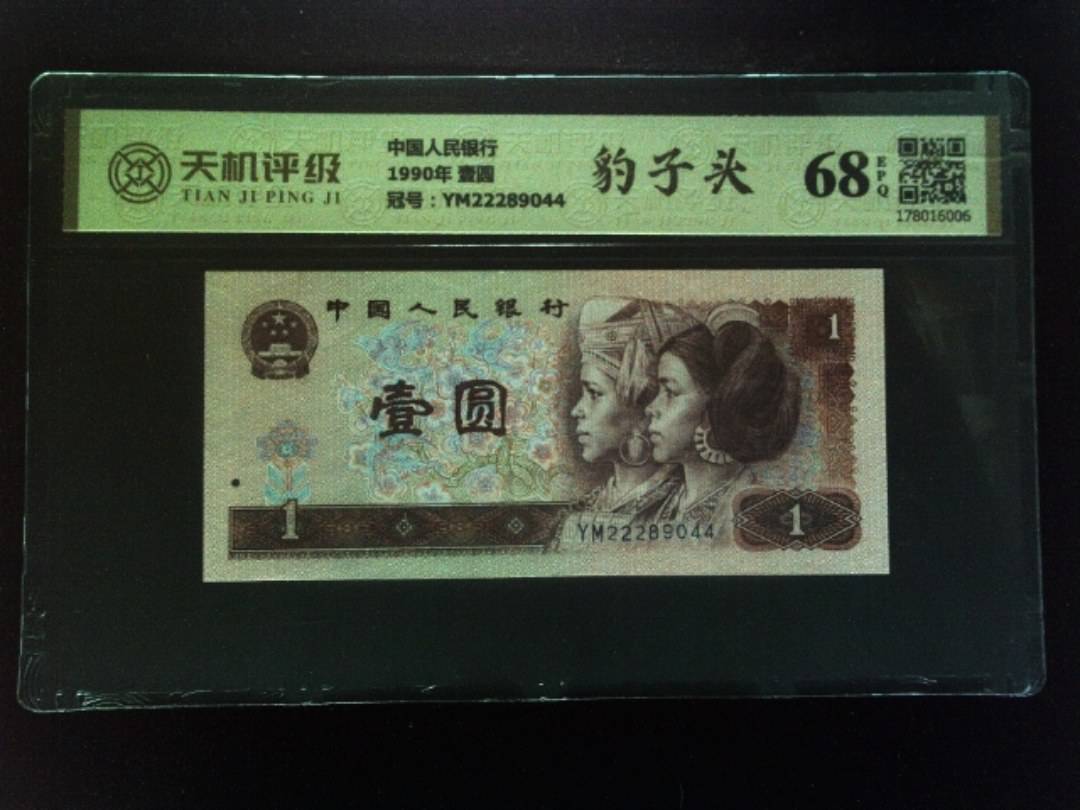 天机评级
TIAN JI PING JI
中国人民银行
1990年 壹圆
冠号：YM22289044
豹子头
68
EPQ
178016006
中国人民银行
1
壹圆
1
YM22289044
1